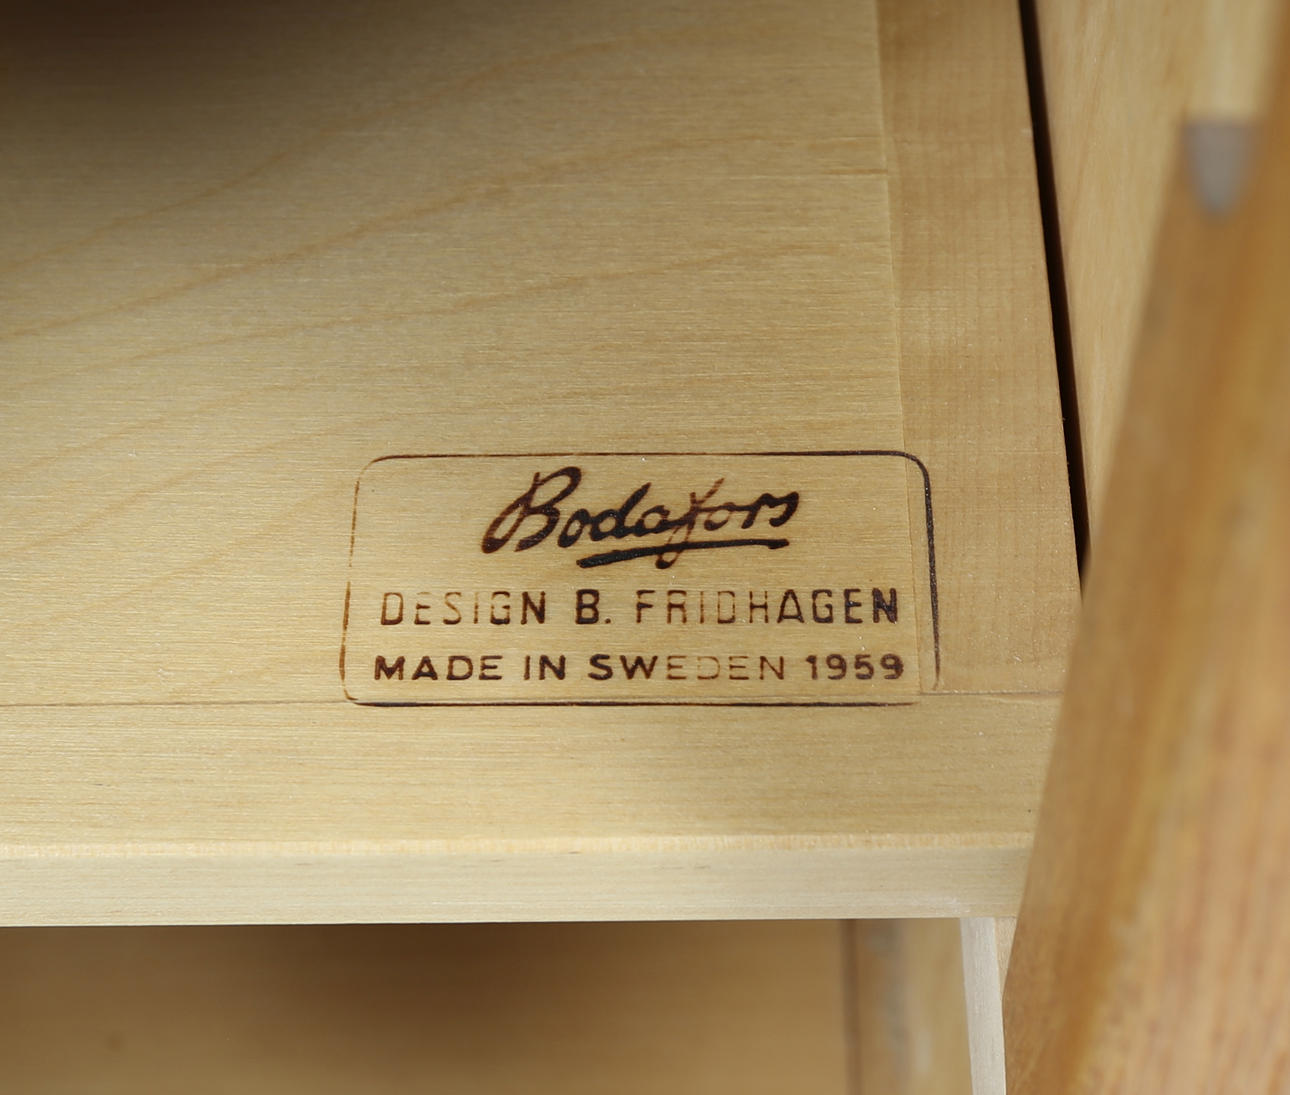 Bodafors
DESIGN B. FRIDHAGEN
MADE IN SWEDEN 1959